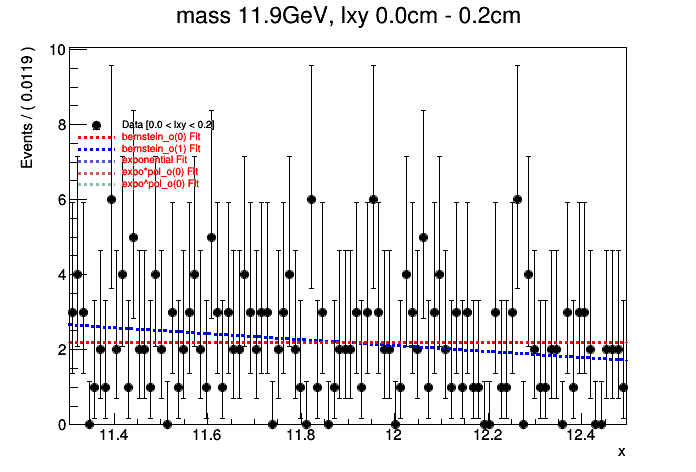 mass 11.9GeV, lxy 0.0cm - 0.2cm
Events / ( 0.0119 )
10
8
6
4
2
0
Data [0.0 < lxy < 0.2]
bernstein_o(0) Fit
bernstein_o(1) Fit
exponential Fit
expo*pol_o(0) Fit
expo^pol_o(0) Fit
11.4 11.6 11.8 12 12.2 12.4
x